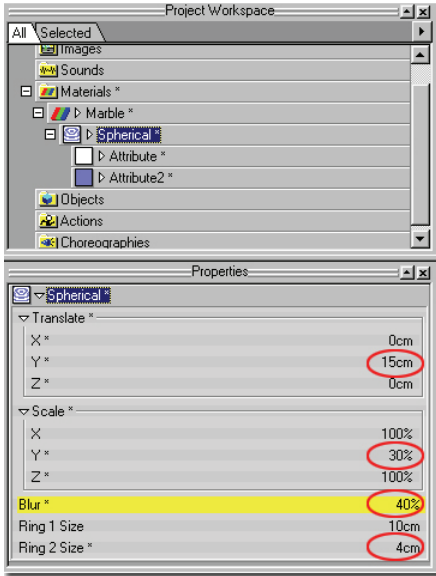 Project Workspace
All Selected
Images
Sounds
Materials *
Marble *
Spherical *
Attribute *
Attribute2 *
Objects
Actions
Choreographies
Properties
Spherical *
Translate *
X * 0cm
Y * 15cm
Z * 0cm
Scale *
X 100%
Y * 30%
Z * 100%
Blur * 40%
Ring 1 Size 10cm
Ring 2 Size * 4cm